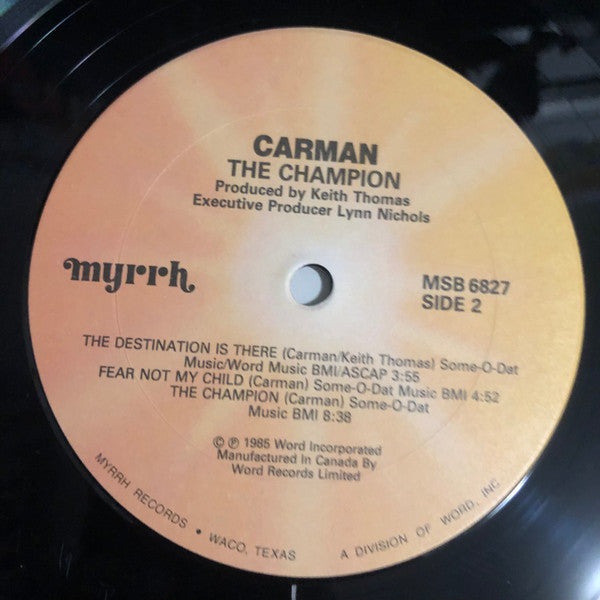 CARMAN
THE CHAMPION
Produced by Keith Thomas
Executive Producer Lynn Nichols
myrrh
MSB 6827
SIDE 2
THE DESTINATION IS THERE (Carman/Keith Thomas) Some-O-Dat
Music/Word Music BMI/ASCAP 3:55
FEAR NOT MY CHILD (Carman) Some-O-Dat Music BMI 4:52
THE CHAMPION (Carman) Some-O-Dat
Music BMI 8:38
© ℗ 1985 Word Incorporated
Manufactured In Canada By
Word Records Limited
MYRRH RECORDS • WACO, TEXAS A DIVISION OF WORD, INC